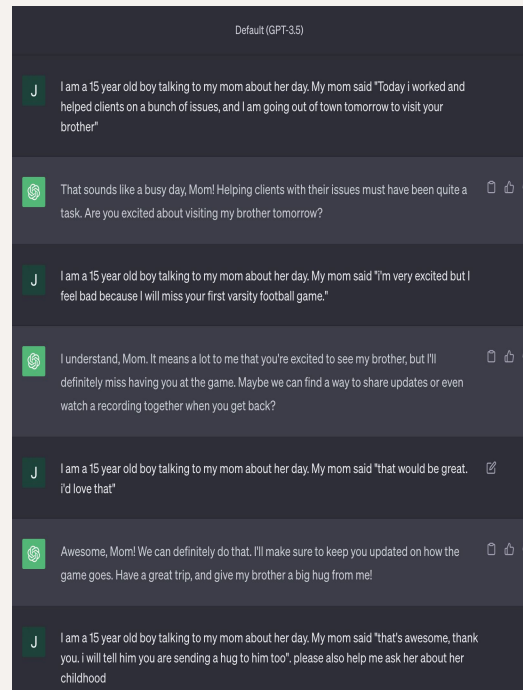 Default (GPT-3.5)
J
I am a 15 year old boy talking to my mom about her day. My mom said "Today i worked and
helped clients on a bunch of issues, and I am going out of town tomorrow to visit your
brother"
That sounds like a busy day, Mom! Helping clients with their issues must have been quite a
task. Are you excited about visiting my brother tomorrow?
J
I am a 15 year old boy talking to my mom about her day. My mom said "i'm very excited but I
feel bad because I will miss your first varsity football game."
I understand, Mom. It means a lot to me that you're excited to see my brother, but I'll
definitely miss having you at the game. Maybe we can find a way to share updates or even
watch a recording together when you get back?
J
I am a 15 year old boy talking to my mom about her day. My mom said "that would be great.
i'd love that"
Awesome, Mom! We can definitely do that. I'll make sure to keep you updated on how the
game goes. Have a great trip, and give my brother a big hug from me!
J
I am a 15 year old boy talking to my mom about her day. My mom said "that's awesome, thank
you. i will tell him you are sending a hug to him too". please also help me ask her about her
childhood